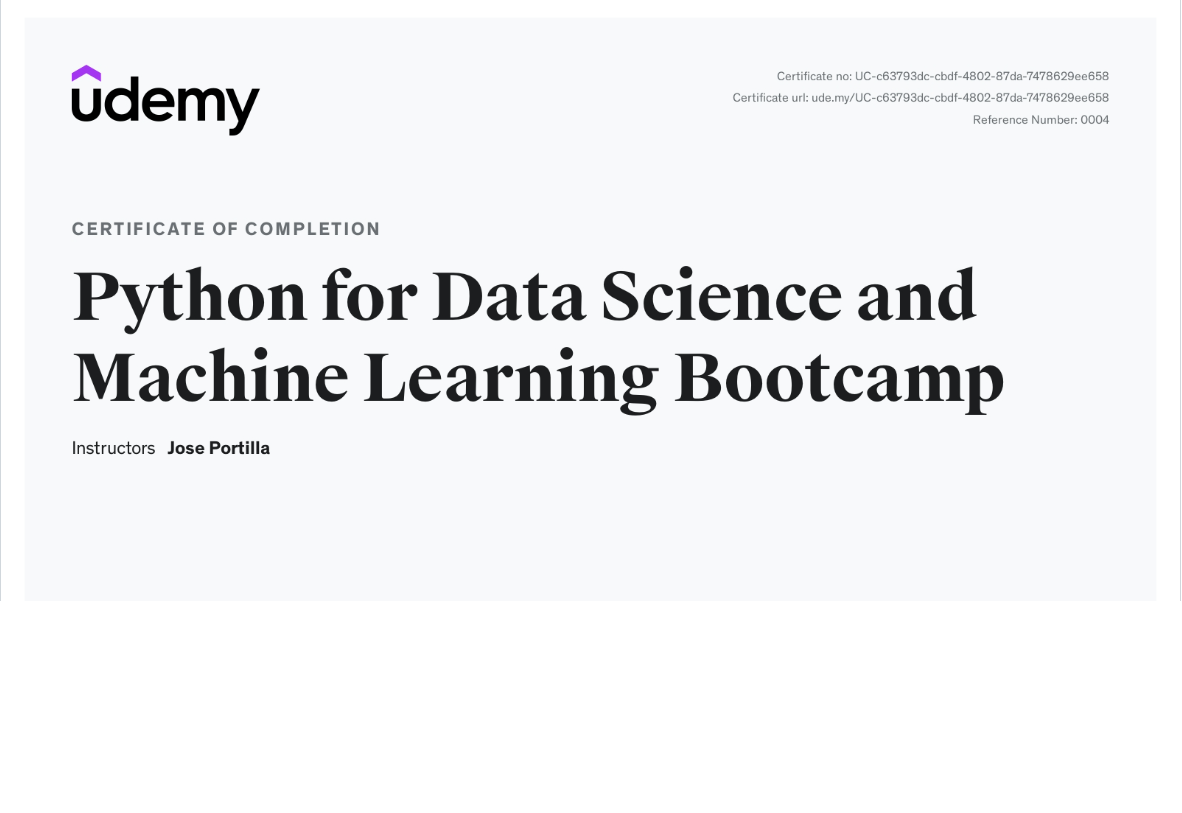 udemy
Certificate no: UC-c63793dc-cbdf-4802-87da-7478629ee658
Certificate url: ude.my/UC-c63793dc-cbdf-4802-87da-7478629ee658
Reference Number: 0004
CERTIFICATE OF COMPLETION
Python for Data Science and
Machine Learning Bootcamp
Instructors Jose Portilla